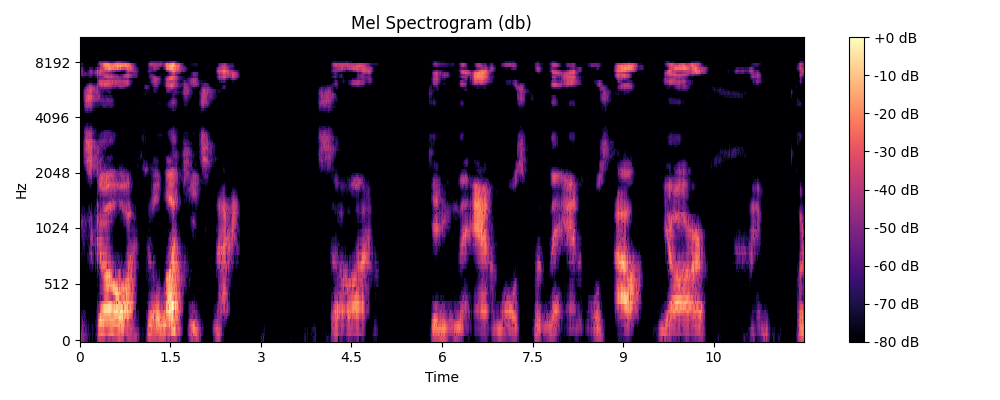 Mel Spectrogram (db)
8192
4096
2048
1024
512
0
Hz
0 1.5 3 4.5 6 7.5 9 10
Time
+0 dB
-10 dB
-20 dB
-30 dB
-40 dB
-50 dB
-60 dB
-70 dB
-80 dB